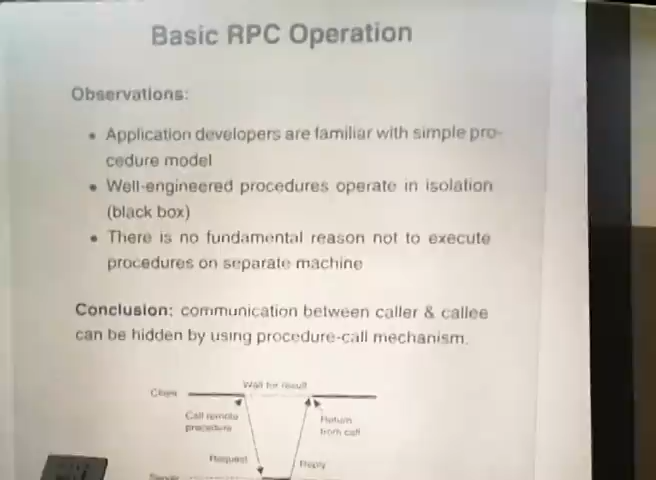 Basic RPC Operation
Observations:
• Application developers are familiar with simple pro-
cedure model
• Well-engineered procedures operate in isolation
(black box)
• There is no fundamental reason not to execute
procedures on separate machine
Conclusion: communication between caller & callee
can be hidden by using procedure-call mechanism.
Wait for result
Client
Call remote
procedure
Return
from call
Request
Reply
Server